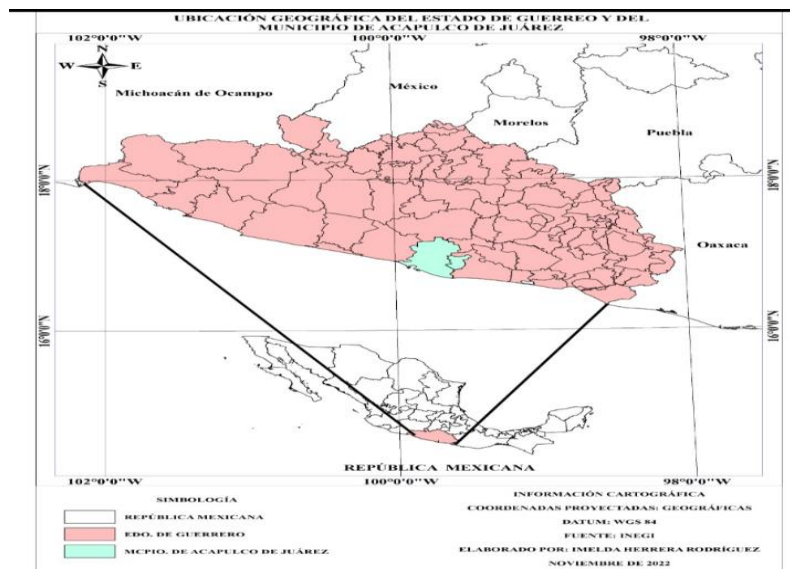 UBICACIÓN GEOGRÁFICA DEL ESTADO DE GUERREO Y DEL
MUNICIPIO DE ACAPULCO DE JUÁREZ
102°0'0"W 100°0'0"W 98°0'0"W
N
W E
S
Michoacán de Ocampo
México
Morelos
Puebla
18°0'0"N 18°0'0"N
Oaxaca
16°0'0"N 16°0'0"N
REPÚBLICA MEXICANA
102°0'0"W 100°0'0"W 98°0'0"W
SIMBOLOGÍA
REPÚBLICA MEXICANA
EDO. DE GUERRERO
MCPIO. DE ACAPULCO DE JUÁREZ
INFORMACIÓN CARTOGRÁFICA
COORDENADAS PROYECTADAS: GEOGRÁFICAS
DATUM: WGS 84
FUENTE: INEGI
ELABORADO POR: IMELDA HERRERA RODRÍGUEZ
NOVIEMBRE DE 2022